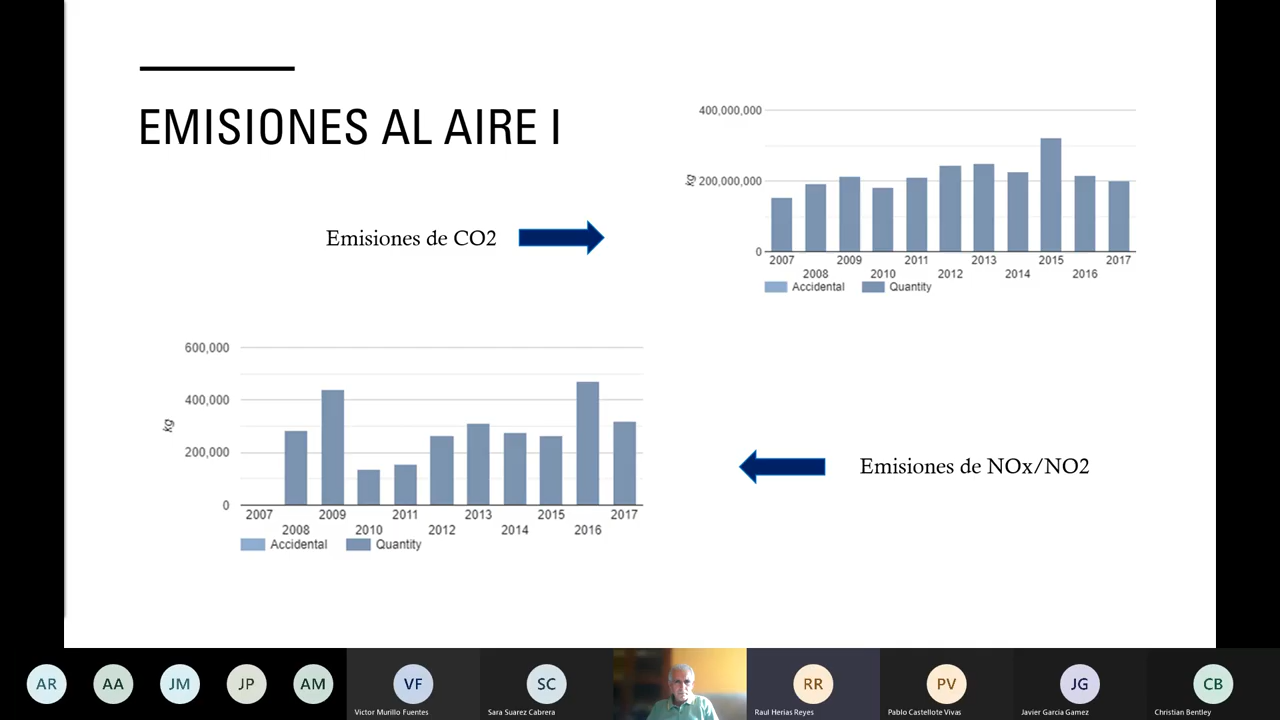 EMISIONES AL AIRE I
Emisiones de CO2
400,000,000
200,000,000
0
kg
2007 2009 2011 2013 2015 2017
2008 2010 2012 2014 2016
Accidental Quantity
600,000
400,000
200,000
0
kg
2007 2009 2011 2013 2015 2017
2008 2010 2012 2014 2016
Accidental Quantity
Emisiones de NOx/NO2
AR AA JM JP AM VF SC RR PV JG CB
Victor Murillo Fuentes Sara Suarez Cabrera Raul Herias Reyes Pablo Castellote Vivas Javier Garcia Gamez Christian Bentley